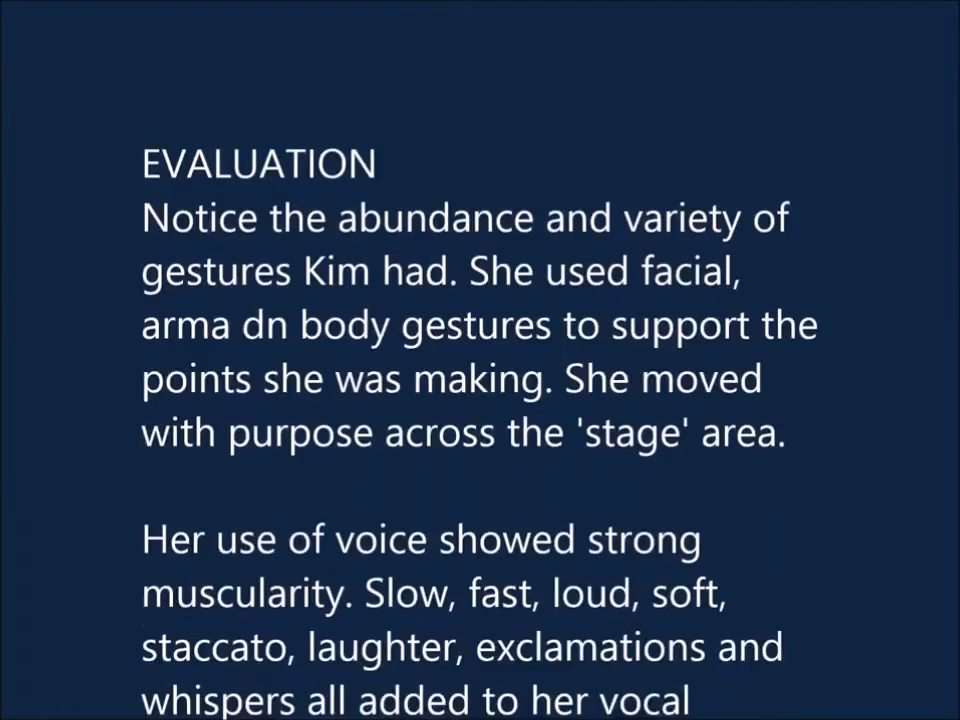 EVALUATION
Notice the abundance and variety of
gestures Kim had. She used facial,
arma dn body gestures to support the
points she was making. She moved
with purpose across the 'stage' area.
Her use of voice showed strong
muscularity. Slow, fast, loud, soft,
staccato, laughter, exclamations and
whispers all added to her vocal